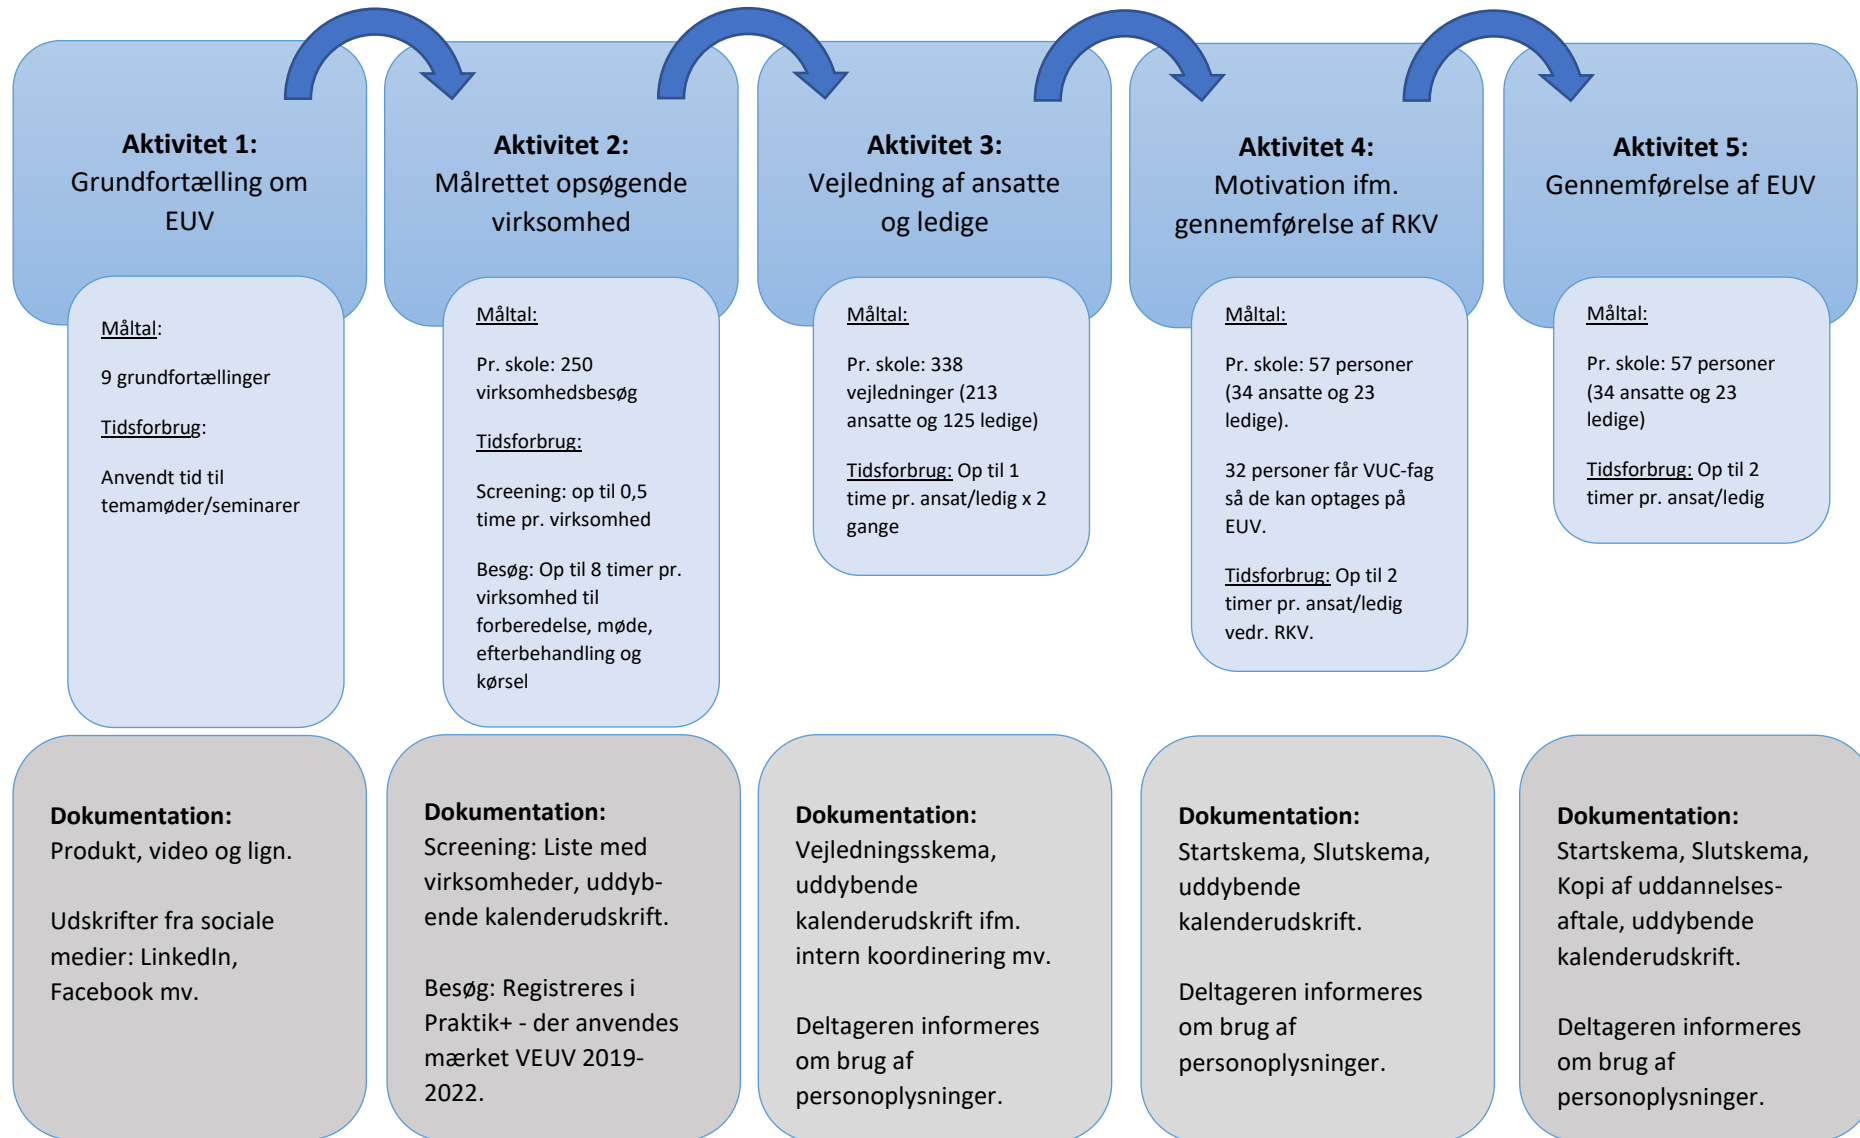 Aktivitet 1:
Grundfortælling om
EUV
Måltal:
9 grundfortællinger
Tidsforbrug:
Anvendt tid til
temamøder/seminarer
Dokumentation:
Produkt, video og lign.
Udskrifter fra sociale
medier: LinkedIn,
Facebook mv.
Aktivitet 2:
Målrettet opsøgende
virksomhed
Måltal:
Pr. skole: 250
virksomhedsbesøg
Tidsforbrug:
Screening: op til 0,5
time pr. virksomhed
Besøg: Op til 8 timer pr.
virksomhed til
forberedelse, møde,
efterbehandling og
kørsel
Dokumentation:
Screening: Liste med
virksomheder, uddyb-
ende kalenderudskrift.
Besøg: Registreres i
Praktik+ - der anvendes
mærket VEUV 2019-
2022.
Aktivitet 3:
Vejledning af ansatte
og ledige
Måltal:
Pr. skole: 338
vejledninger (213
ansatte og 125 ledige)
Tidsforbrug: Op til 1
time pr. ansat/ledig x 2
gange
Dokumentation:
Vejledningsskema,
uddybende
kalenderudskrift ifm.
intern koordinering mv.
Deltageren informeres
om brug af
personoplysninger.
Aktivitet 4:
Motivation ifm.
gennemførelse af RKV
Måltal:
Pr. skole: 57 personer
(34 ansatte og 23
ledige).
32 personer får VUC-fag
så de kan optages på
EUV.
Tidsforbrug: Op til 2
timer pr. ansat/ledig
vedr. RKV.
Dokumentation:
Startskema, Slutskema,
uddybende
kalenderudskrift.
Deltageren informeres
om brug af
personoplysninger.
Aktivitet 5:
Gennemførelse af EUV
Måltal:
Pr. skole: 57 personer
(34 ansatte og 23
ledige)
Tidsforbrug: Op til 2
timer pr. ansat/ledig
Dokumentation:
Startskema, Slutskema,
Kopi af uddannelses-
aftale, uddybende
kalenderudskrift.
Deltageren informeres
om brug af
personoplysninger.